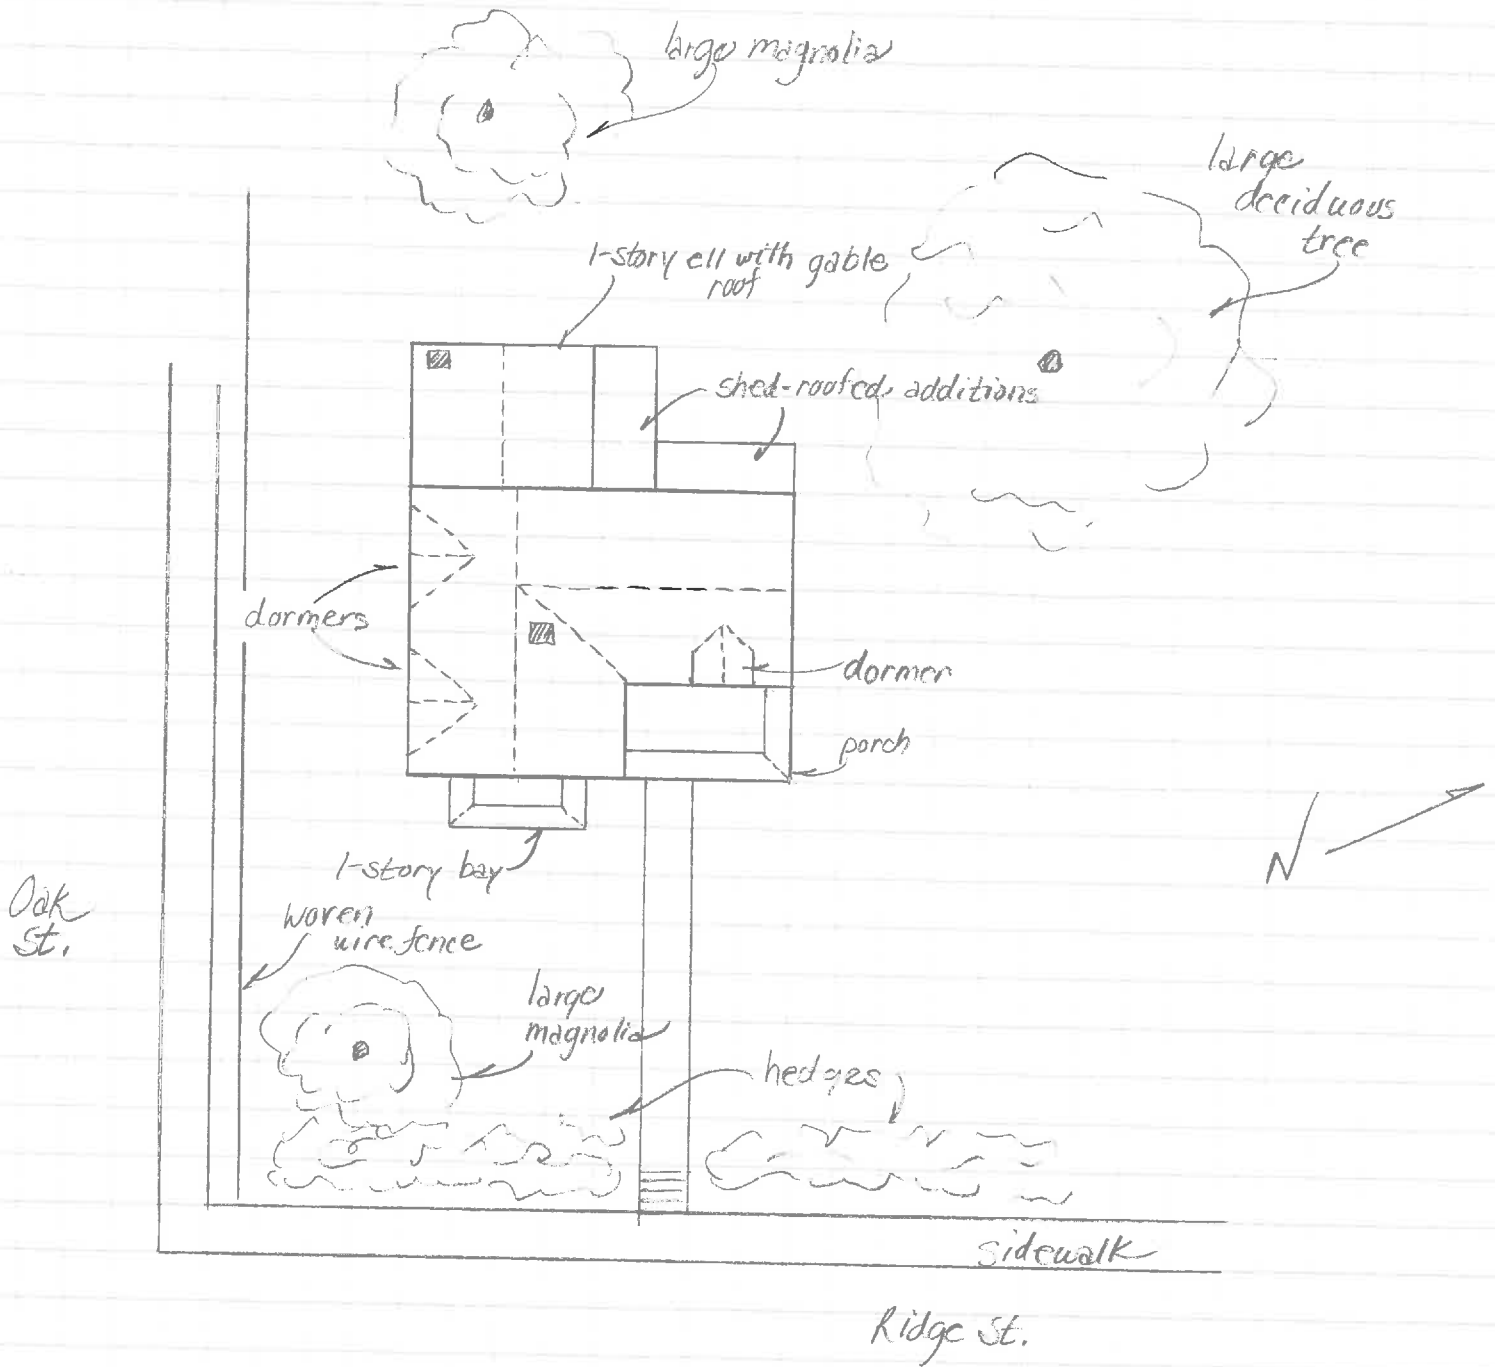 large magnolia
large
deciduous
tree
1-story ell with gable
roof
shed-roofed additions
dormers
dormer
porch
1-story bay
N
Oak
St.
woven
wire fence
large
magnolia
hedges
sidewalk
Ridge St.